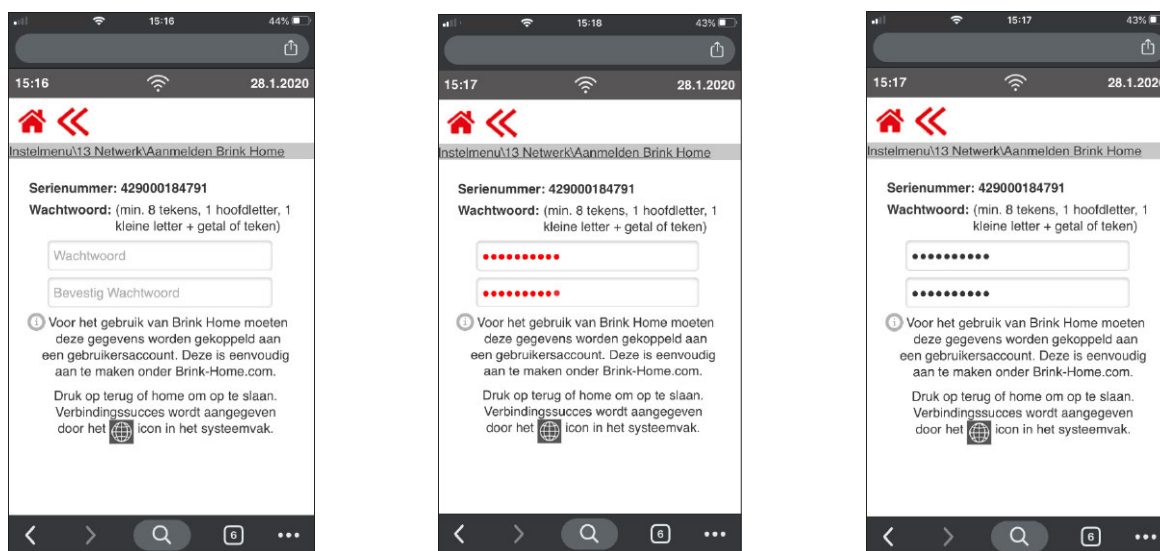 15:16
44%
15:16
28.1.2020
Instelmenu\13 Netwerk\Aanmelden Brink Home
Serienummer: 429000184791
Wachtwoord: (min. 8 tekens, 1 hoofdletter, 1
kleine letter + getal of teken)
Wachtwoord
Bevestig Wachtwoord
Voor het gebruik van Brink Home moeten
deze gegevens worden gekoppeld aan
een gebruikersaccount. Deze is eenvoudig
aan te maken onder Brink-Home.com.
Druk op terug of home om op te slaan.
Verbindingssucces wordt aangegeven
door het icon in het systeemvak.
6
15:18
43%
15:17
28.1.2020
Instelmenu\13 Netwerk\Aanmelden Brink Home
Serienummer: 429000184791
Wachtwoord: (min. 8 tekens, 1 hoofdletter, 1
kleine letter + getal of teken)
••••••••••
••••••••••
Voor het gebruik van Brink Home moeten
deze gegevens worden gekoppeld aan
een gebruikersaccount. Deze is eenvoudig
aan te maken onder Brink-Home.com.
Druk op terug of home om op te slaan.
Verbindingssucces wordt aangegeven
door het icon in het systeemvak.
6
15:17
43%
15:17
28.1.2020
Instelmenu\13 Netwerk\Aanmelden Brink Home
Serienummer: 429000184791
Wachtwoord: (min. 8 tekens, 1 hoofdletter, 1
kleine letter + getal of teken)
••••••••••
••••••••••
Voor het gebruik van Brink Home moeten
deze gegevens worden gekoppeld aan
een gebruikersaccount. Deze is eenvoudig
aan te maken onder Brink-Home.com.
Druk op terug of home om op te slaan.
Verbindingssucces wordt aangegeven
door het icon in het systeemvak.
6